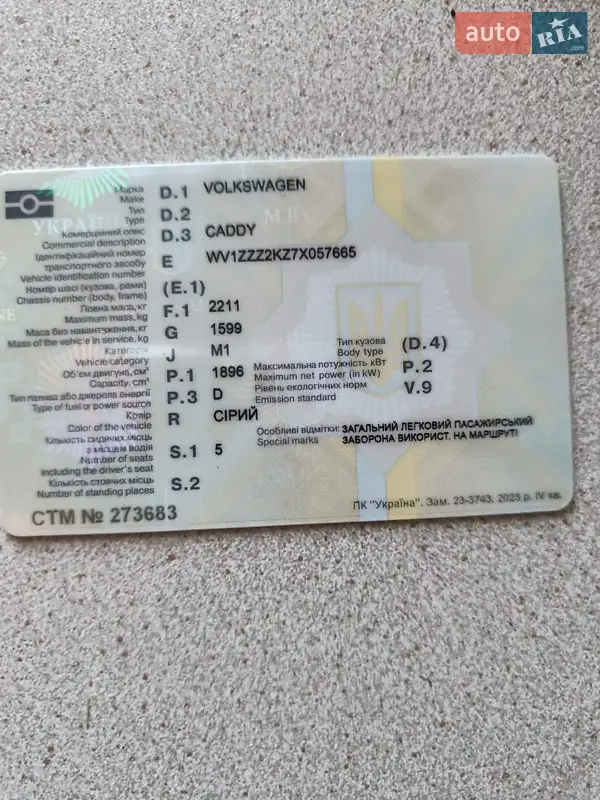 auto RIA.com
Марка
Make
D.1 VOLKSWAGEN
Тип
Type
D.2
УКРАЇНА
МВС
Комерційний опис
Commercial description
D.3 CADDY
Ідентифікаційний номер
транспортного засобу
Vehicle identification number
E WV1ZZZ2KZ7X057665
Номер шасі (кузова, рами)
Chassis number (body, frame)
(E.1)
Повна маса, кг
Maximum mass, kg
F.1 2211
Маса без навантаження, кг
Mass of the vehicle in service, kg
G 1599
Категорія
Vehicle category
J M1
Тип кузова
Body type
(D.4)
Об'єм двигуна, см³
Capacity, cm³
P.1 1896
Максимальна потужність кВт
Maximum net power (in kW)
P.2
Тип палива або джерела енергії
Type of fuel or power source
P.3 D
Рівень екологічних норм
Emission standard
V.9
Колір
Color of the vehicle
R СІРИЙ
Особливі відмітки:
Special marks
ЗАГАЛЬНИЙ ЛЕГКОВИЙ ПАСАЖИРСЬКИЙ
ЗАБОРОНА ВИКОРИСТ. НА МАРШРУТІ
Кількість сидячих місць
з місцем водія
Number of seats
including the driver's seat
S.1 5
Кількість стоячих місць
Number of standing places
S.2
СТМ № 273683
ПК "Україна". Зам. 23-3743. 2023 р. IV кв.